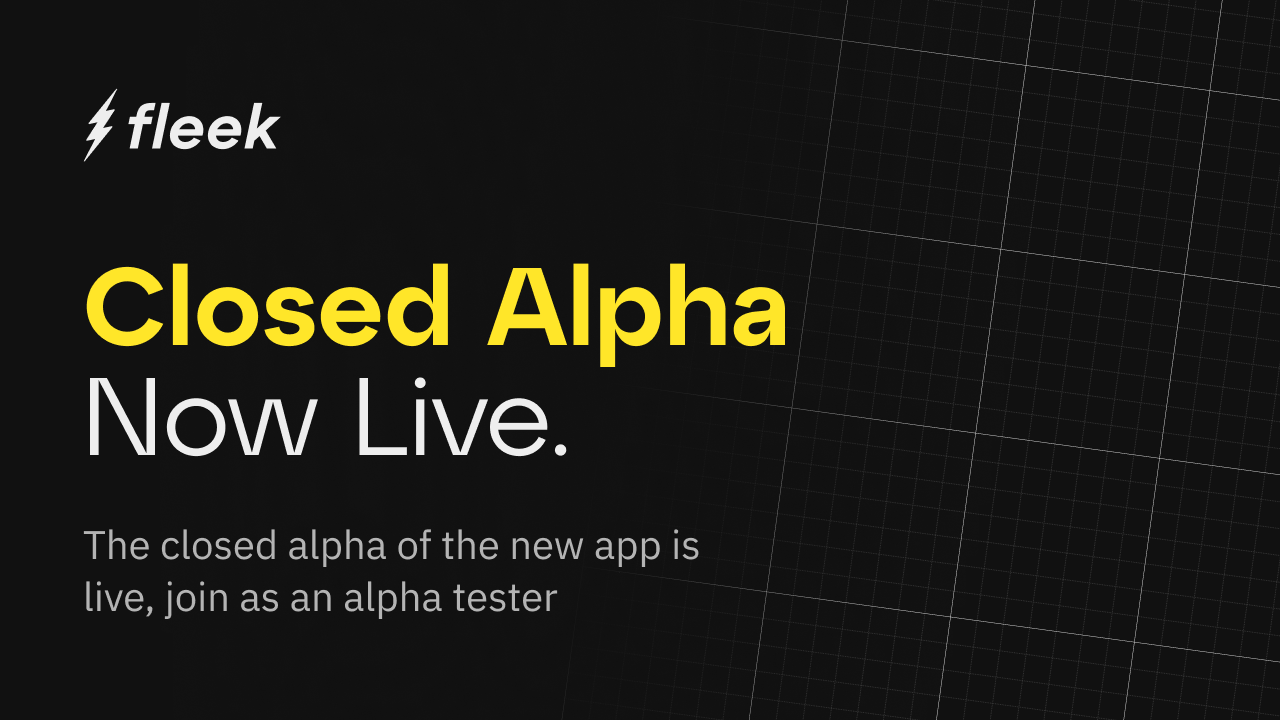 fleek
Closed Alpha
Now Live.
The closed alpha of the new app is
live, join as an alpha tester